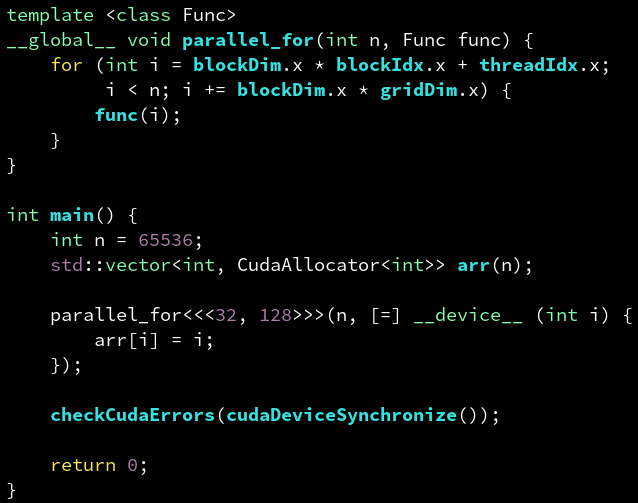 template <class Func>
__global__ void parallel_for(int n, Func func) {
    for (int i = blockDim.x * blockIdx.x + threadIdx.x;
         i < n; i += blockDim.x * gridDim.x) {
        func(i);
    }
}

int main() {
    int n = 65536;
    std::vector<int, CudaAllocator<int>> arr(n);

    parallel_for<<<32, 128>>>(n, [=] __device__ (int i) {
        arr[i] = i;
    });

    checkCudaErrors(cudaDeviceSynchronize());

    return 0;
}